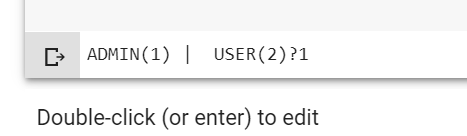 ADMIN(1) |  USER(2)?1
Double-click (or enter) to edit